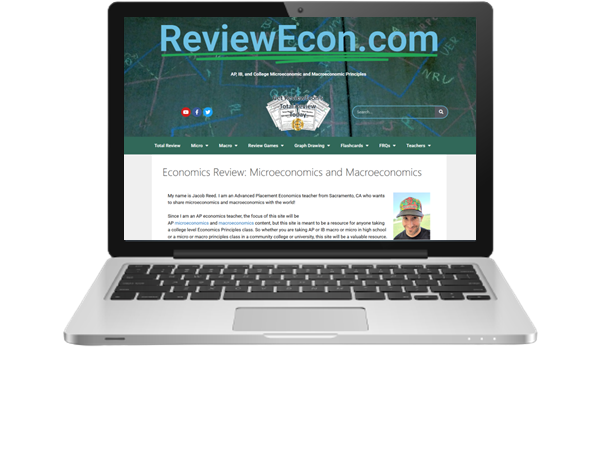 ReviewEcon.com
AP, IB, and College Microeconomic and Macroeconomic Principles
Total Review
Today
Search...
Total Review Micro Macro Review Games Graph Drawing Flashcards FRQs Teachers
Economics Review: Microeconomics and Macroeconomics
My name is Jacob Reed. I am an Advanced Placement Economics teacher from Sacramento, CA who wants
to share microeconomics and macroeconomics with the world!
Since I am an AP economics teacher, the focus of this site will be
AP microeconomics and macroeconomics content, but this site is meant to be a resource for anyone taking
a college level Economics Principles class. So whether you are taking AP or IB macro or micro in high school
or a micro or macro principles class in a community college or university, this site will be a valuable resource
NRU